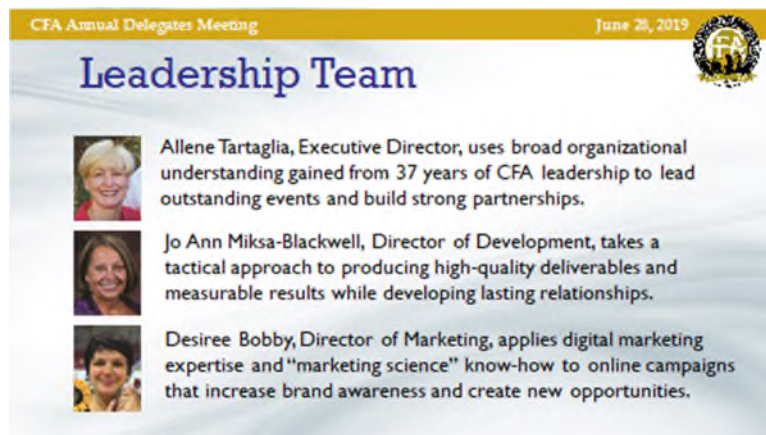 CFA Annual Delegates Meeting
June 28, 2019
CFA
Leadership Team
Allene Tartaglia, Executive Director, uses broad organizational
understanding gained from 37 years of CFA leadership to lead
outstanding events and build strong partnerships.
Jo Ann Miksa-Blackwell, Director of Development, takes a
tactical approach to producing high-quality deliverables and
measurable results while developing lasting relationships.
Desiree Bobby, Director of Marketing, applies digital marketing
expertise and “marketing science” know-how to online campaigns
that increase brand awareness and create new opportunities.